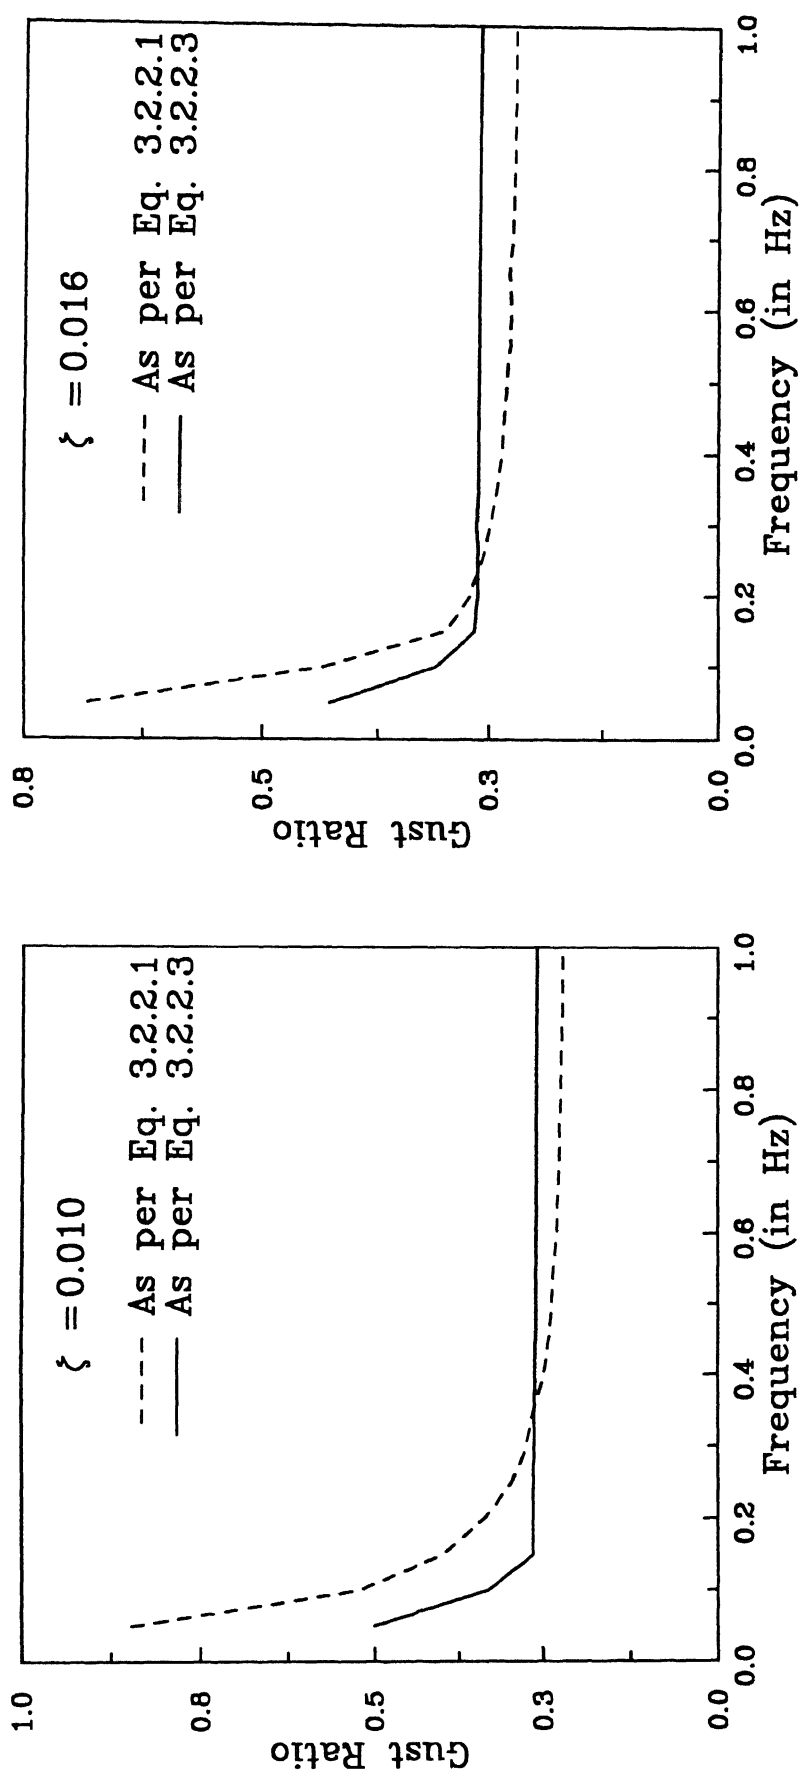 ζ = 0.010
As per Eq. 3.2.2.1
As per Eq. 3.2.2.3
1.0
0.8
0.5
0.3
0.0
Gust Ratio
0.0 0.2 0.4 0.6 0.8 1.0
Frequency (in Hz)
ζ = 0.016
As per Eq. 3.2.2.1
As per Eq. 3.2.2.3
0.8
0.5
0.3
0.0
Gust Ratio
0.0 0.2 0.4 0.6 0.8 1.0
Frequency (in Hz)